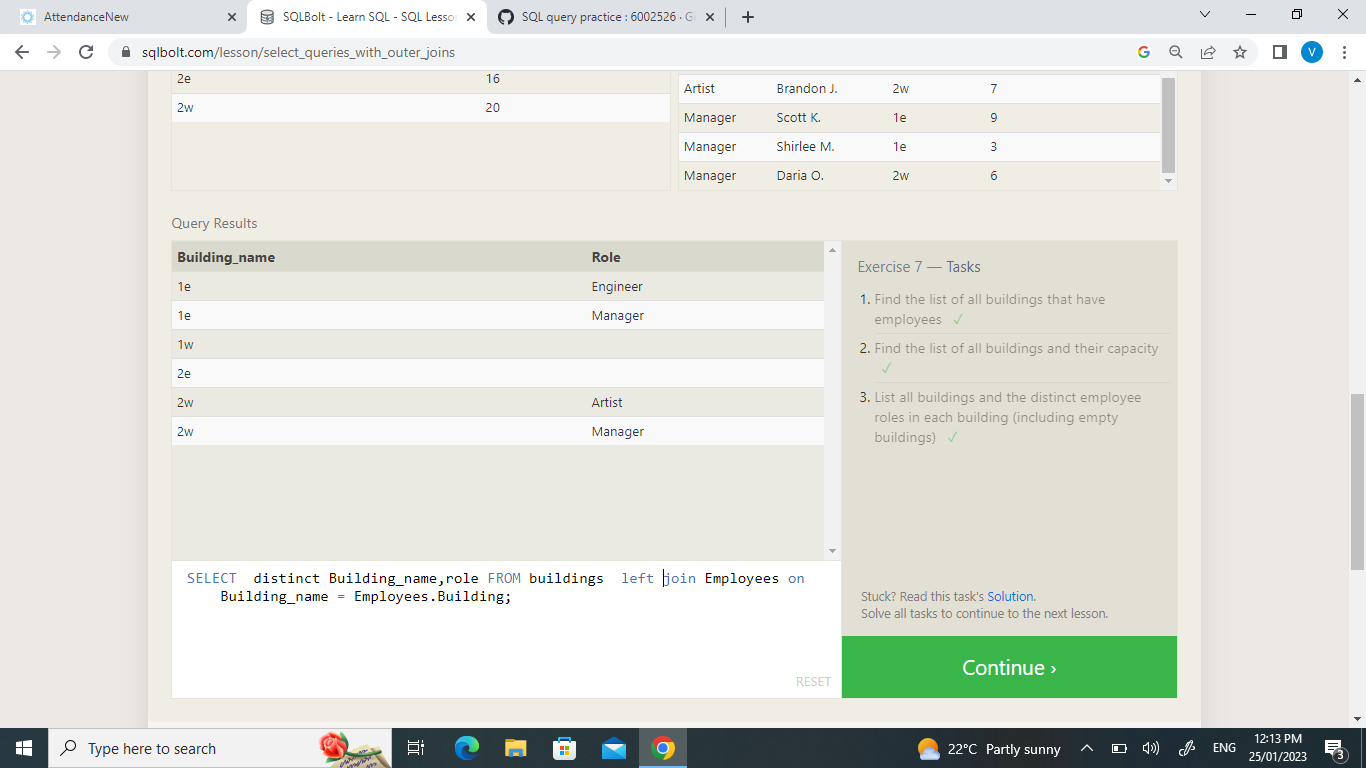 AttendanceNew
SQLBolt - Learn SQL - SQL Lesson
SQL query practice : 6002526 · G
sqlbolt.com/lesson/select_queries_with_outer_joins
V
2e 16
2w 20
Artist Brandon J. 2w 7
Manager Scott K. 1e 9
Manager Shirlee M. 1e 3
Manager Daria O. 2w 6
Query Results
Building_name Role
1e Engineer
1e Manager
1w
2e
2w Artist
2w Manager
SELECT  distinct Building_name,role FROM buildings  left join Employees on
Building_name = Employees.Building;
RESET
Exercise 7 — Tasks
1. Find the list of all buildings that have
employees ✓
2. Find the list of all buildings and their capacity
✓
3. List all buildings and the distinct employee
roles in each building (including empty
buildings) ✓
Stuck? Read this task's Solution.
Solve all tasks to continue to the next lesson.
Continue ›
Type here to search
22°C Partly sunny
ENG
12:13 PM
25/01/2023
3